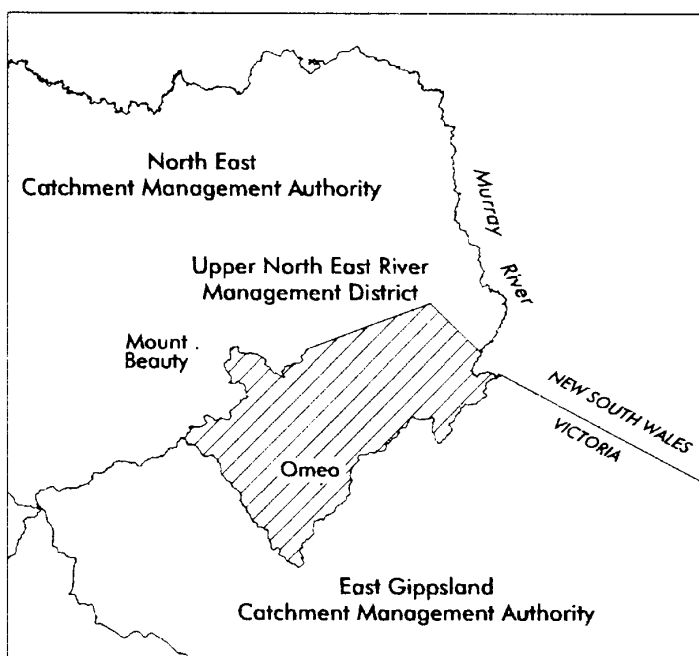 North East
Catchment Management Authority
Murray
River
Upper North East River
Management District
Mount
Beauty
NEW SOUTH WALES
VICTORIA
Omeo
East Gippsland
Catchment Management Authority